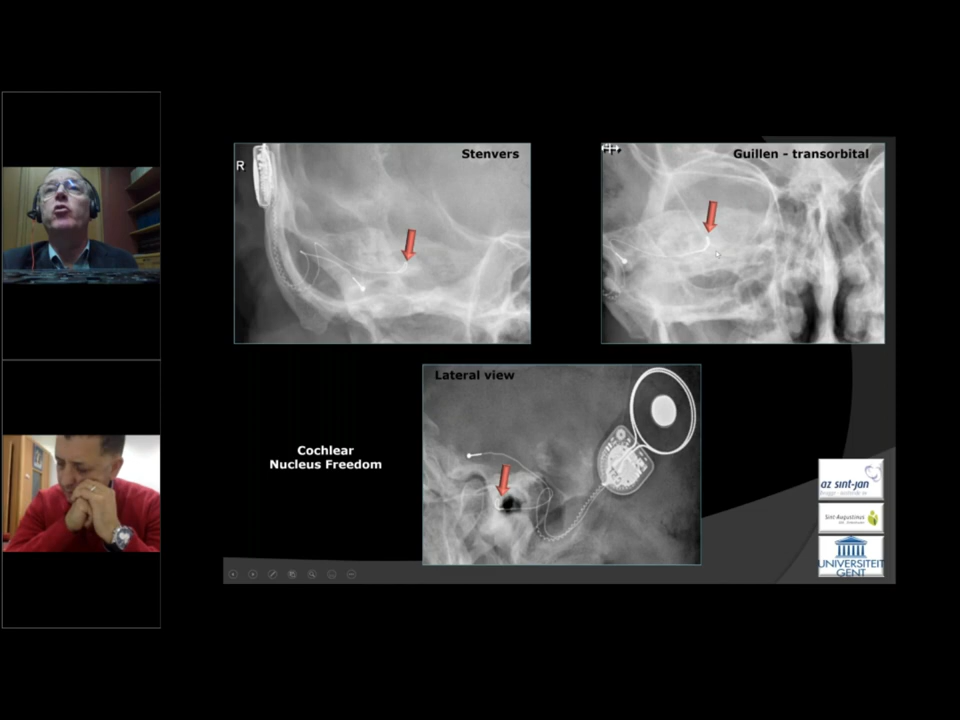 R
Stenvers
Guillen - transorbital
Lateral view
Cochlear
Nucleus Freedom
az sint-jan
Sint-Augustinus
UNIVERSITEIT
GENT